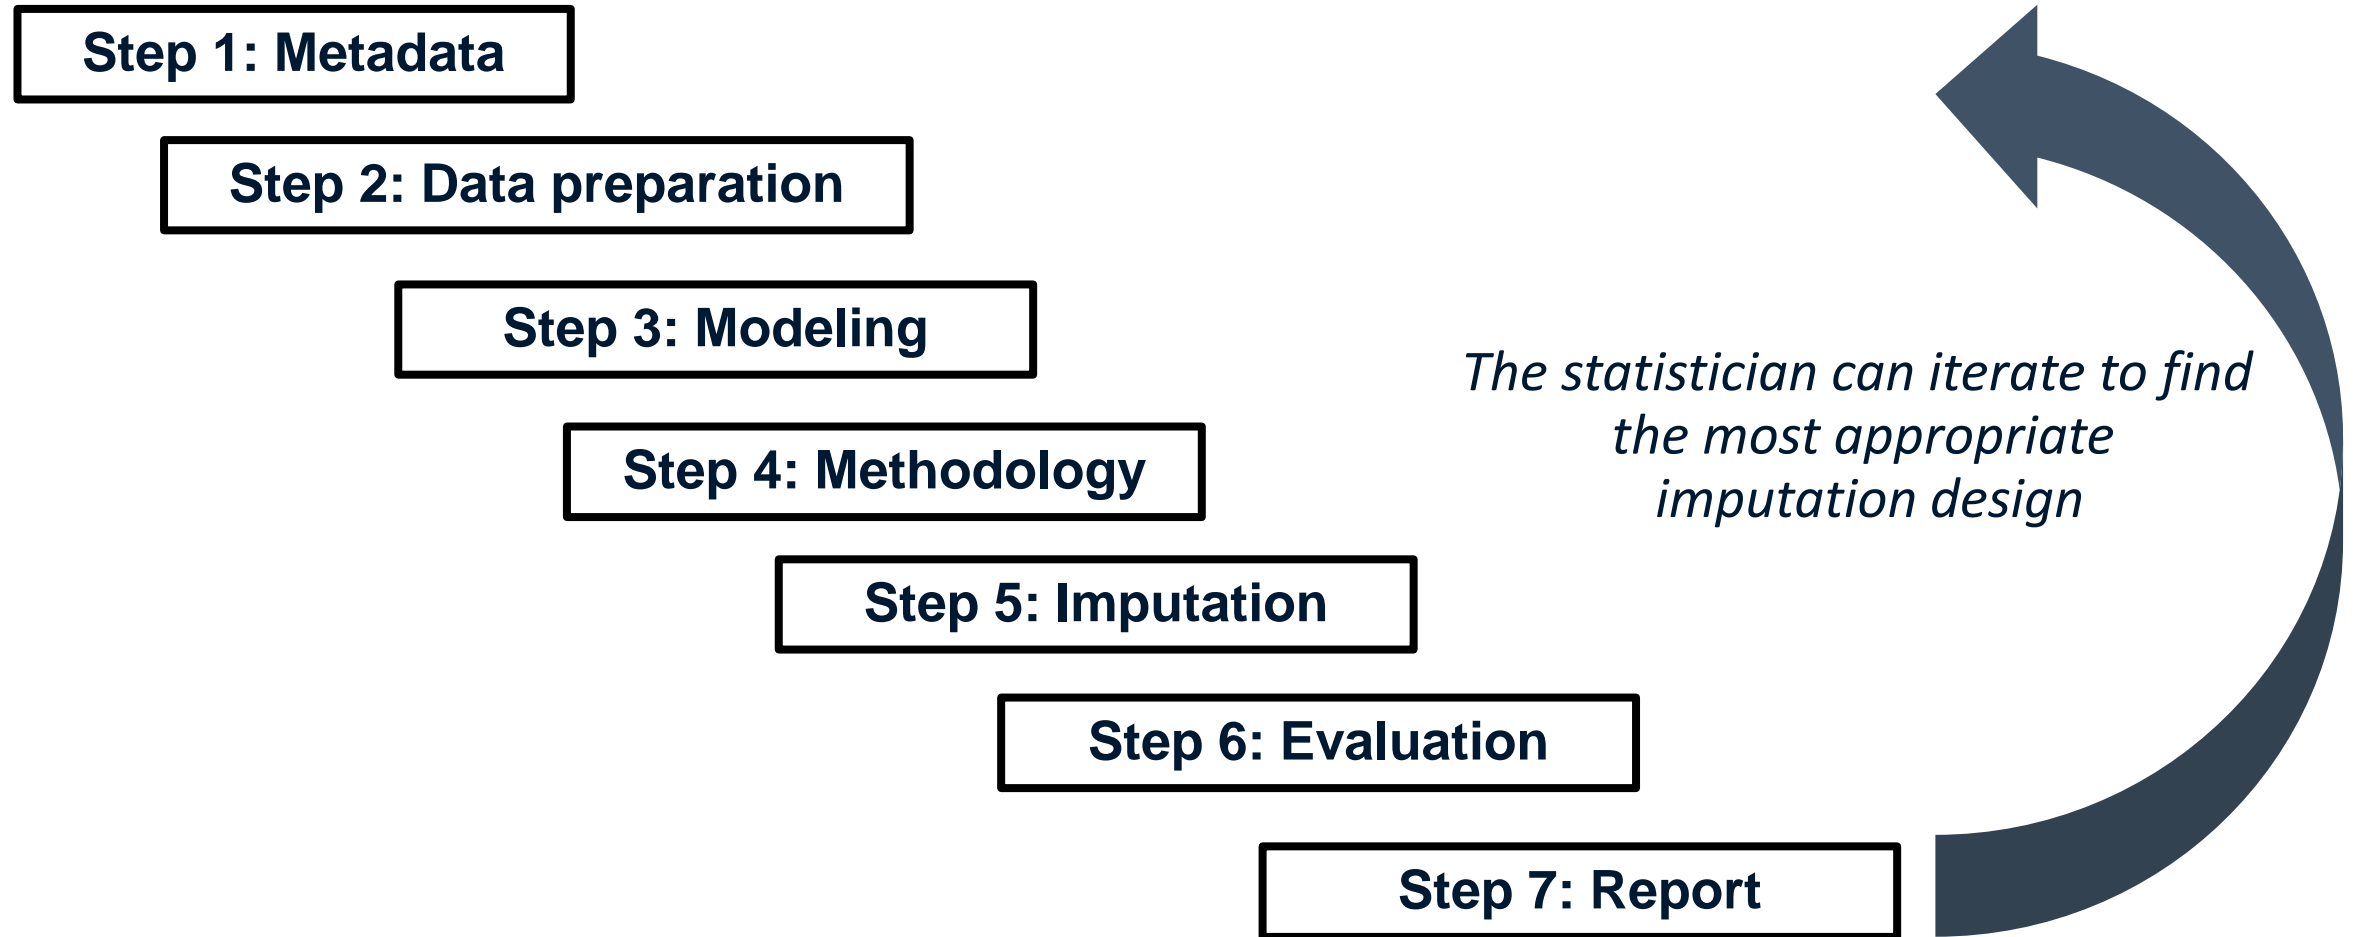 Step 1: Metadata
Step 2: Data preparation
Step 3: Modeling
Step 4: Methodology
Step 5: Imputation
Step 6: Evaluation
Step 7: Report
The statistician can iterate to find
the most appropriate
imputation design